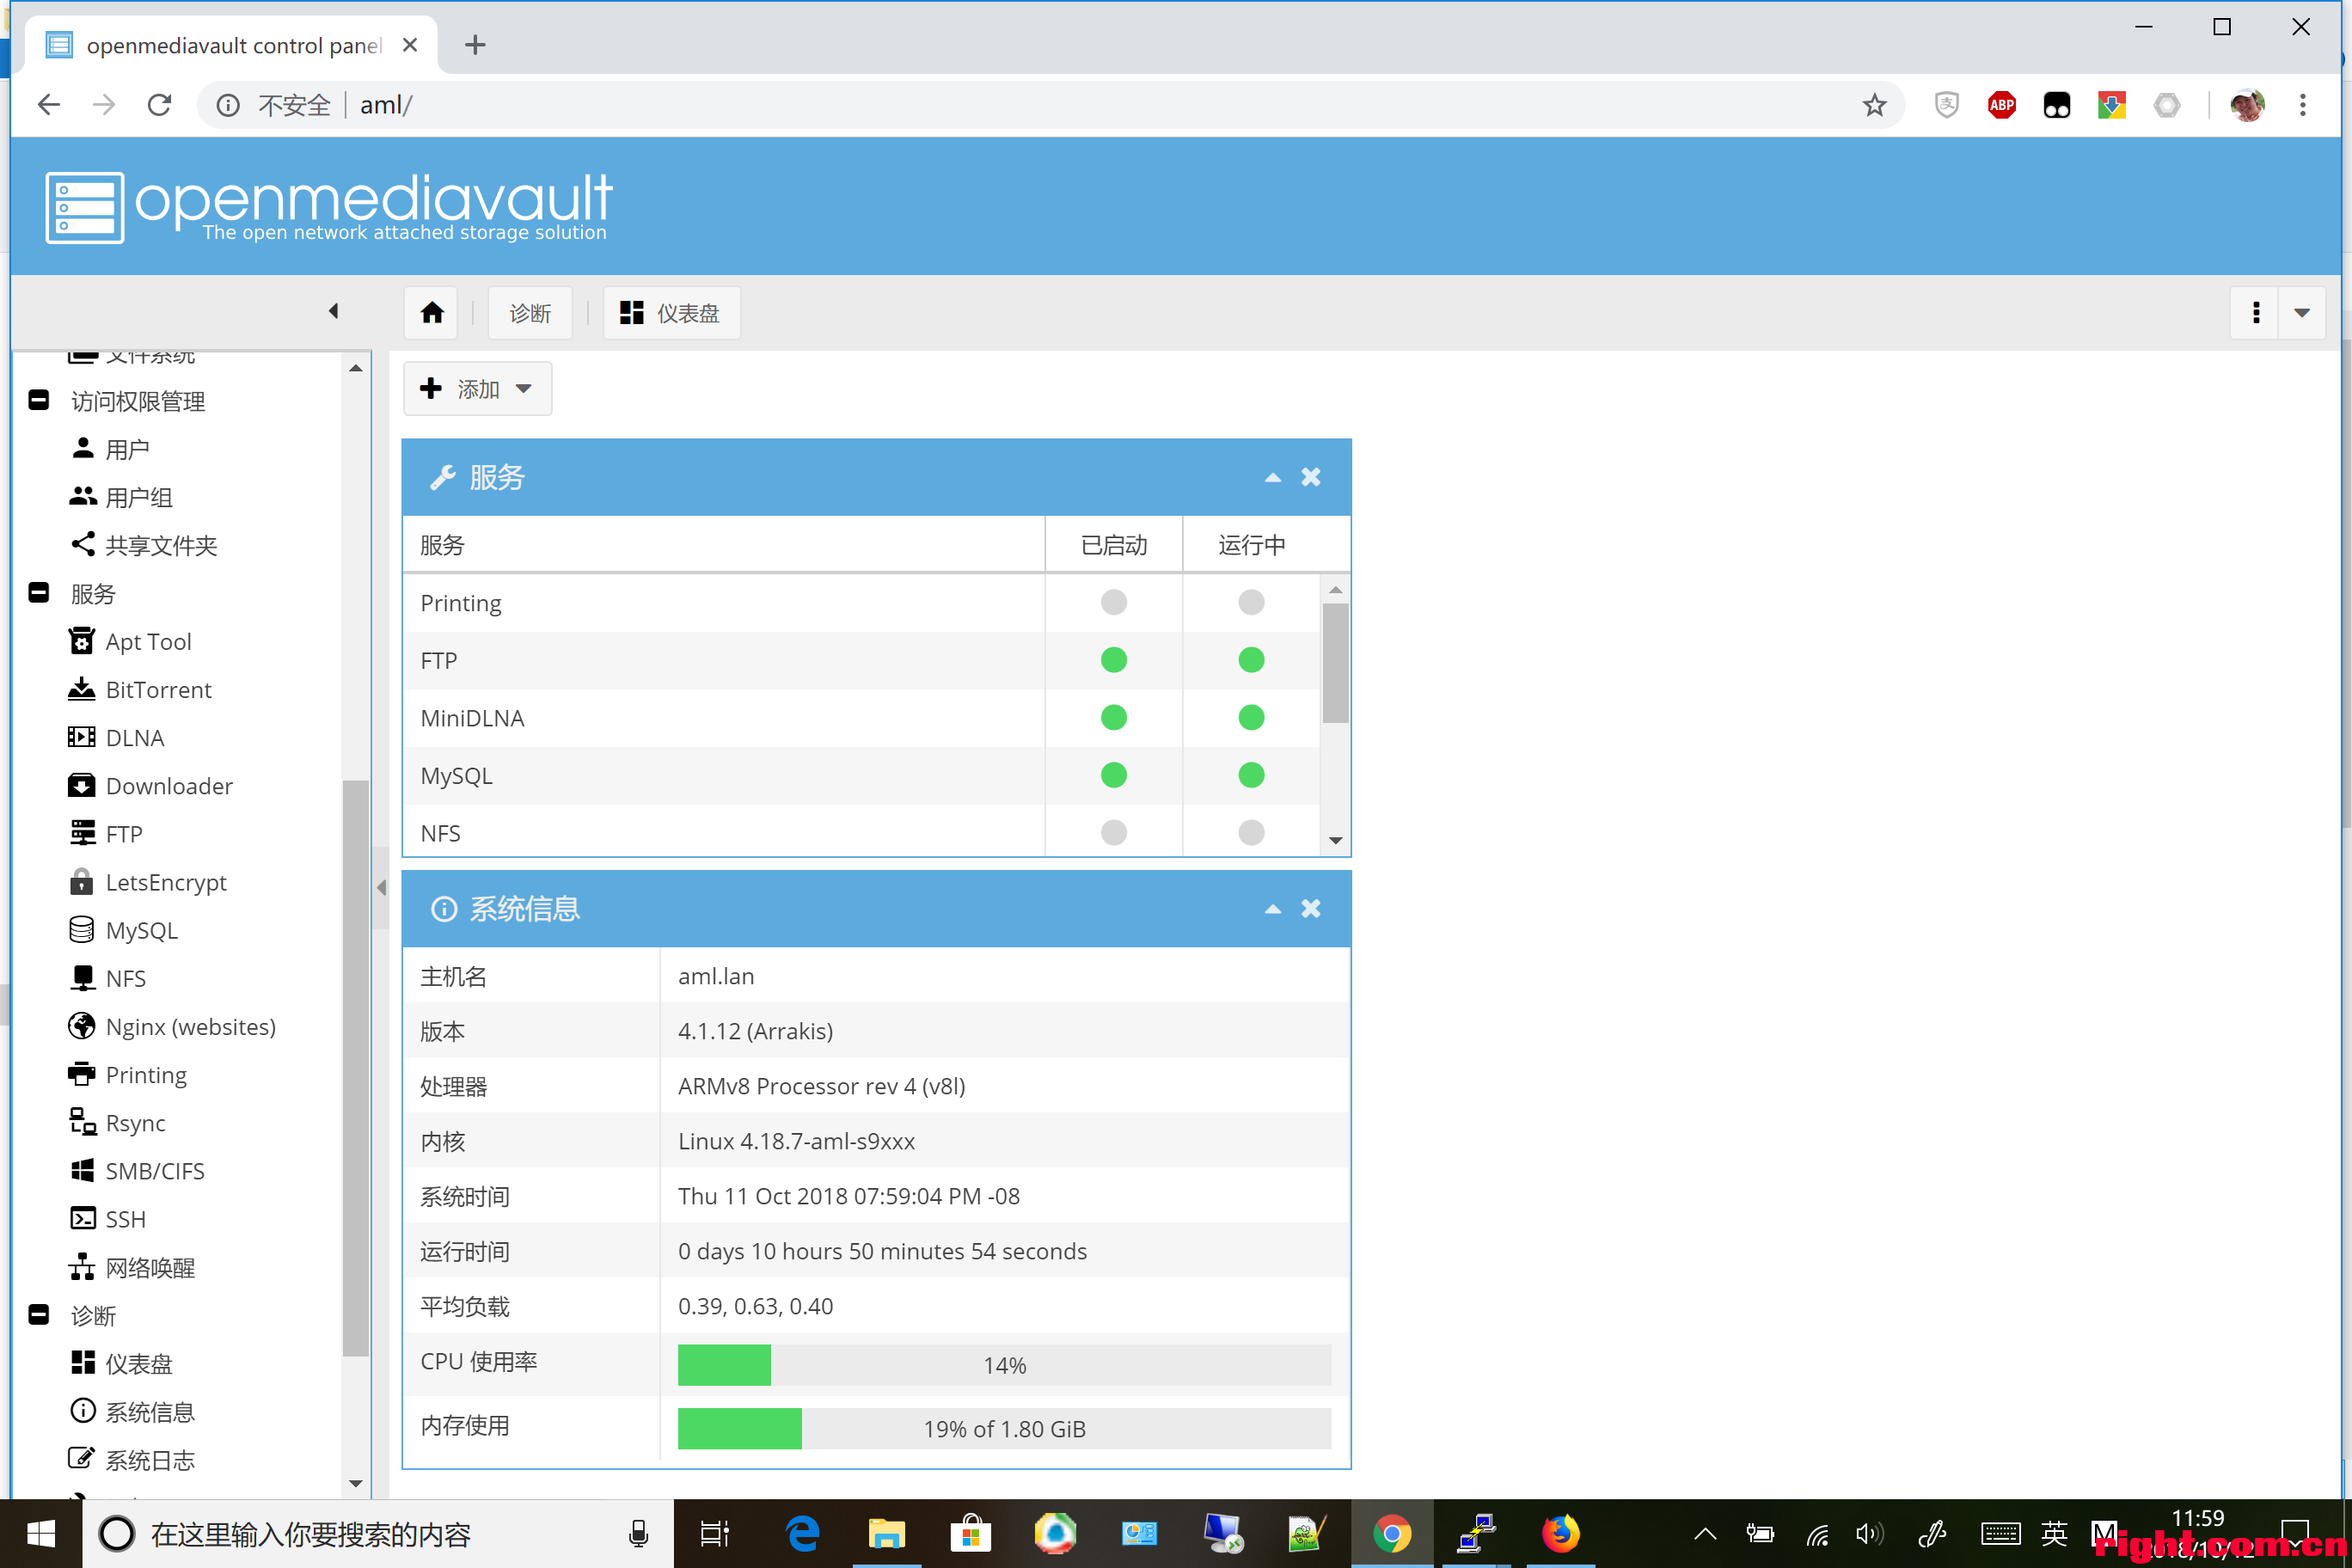 openmediavault control panel
不安全 aml/
ABP
openmediavault
The open network attached storage solution
诊断 仪表盘
文件系统
访问权限管理
用户
用户组
共享文件夹
服务
Apt Tool
BitTorrent
DLNA
Downloader
FTP
LetsEncrypt
MySQL
NFS
Nginx (websites)
Printing
Rsync
SMB/CIFS
SSH
网络唤醒
诊断
仪表盘
系统信息
系统日志
添加
服务
服务 已启动 运行中
Printing
FTP
MiniDLNA
MySQL
NFS
系统信息
主机名 aml.lan
版本 4.1.12 (Arrakis)
处理器 ARMv8 Processor rev 4 (v8l)
内核 Linux 4.18.7-aml-s9xxx
系统时间 Thu 11 Oct 2018 07:59:04 PM -08
运行时间 0 days 10 hours 50 minutes 54 seconds
平均负载 0.39, 0.63, 0.40
CPU 使用率 14%
内存使用 19% of 1.80 GiB
在这里输入你要搜索的内容
英 M
11:59
right.com.cn